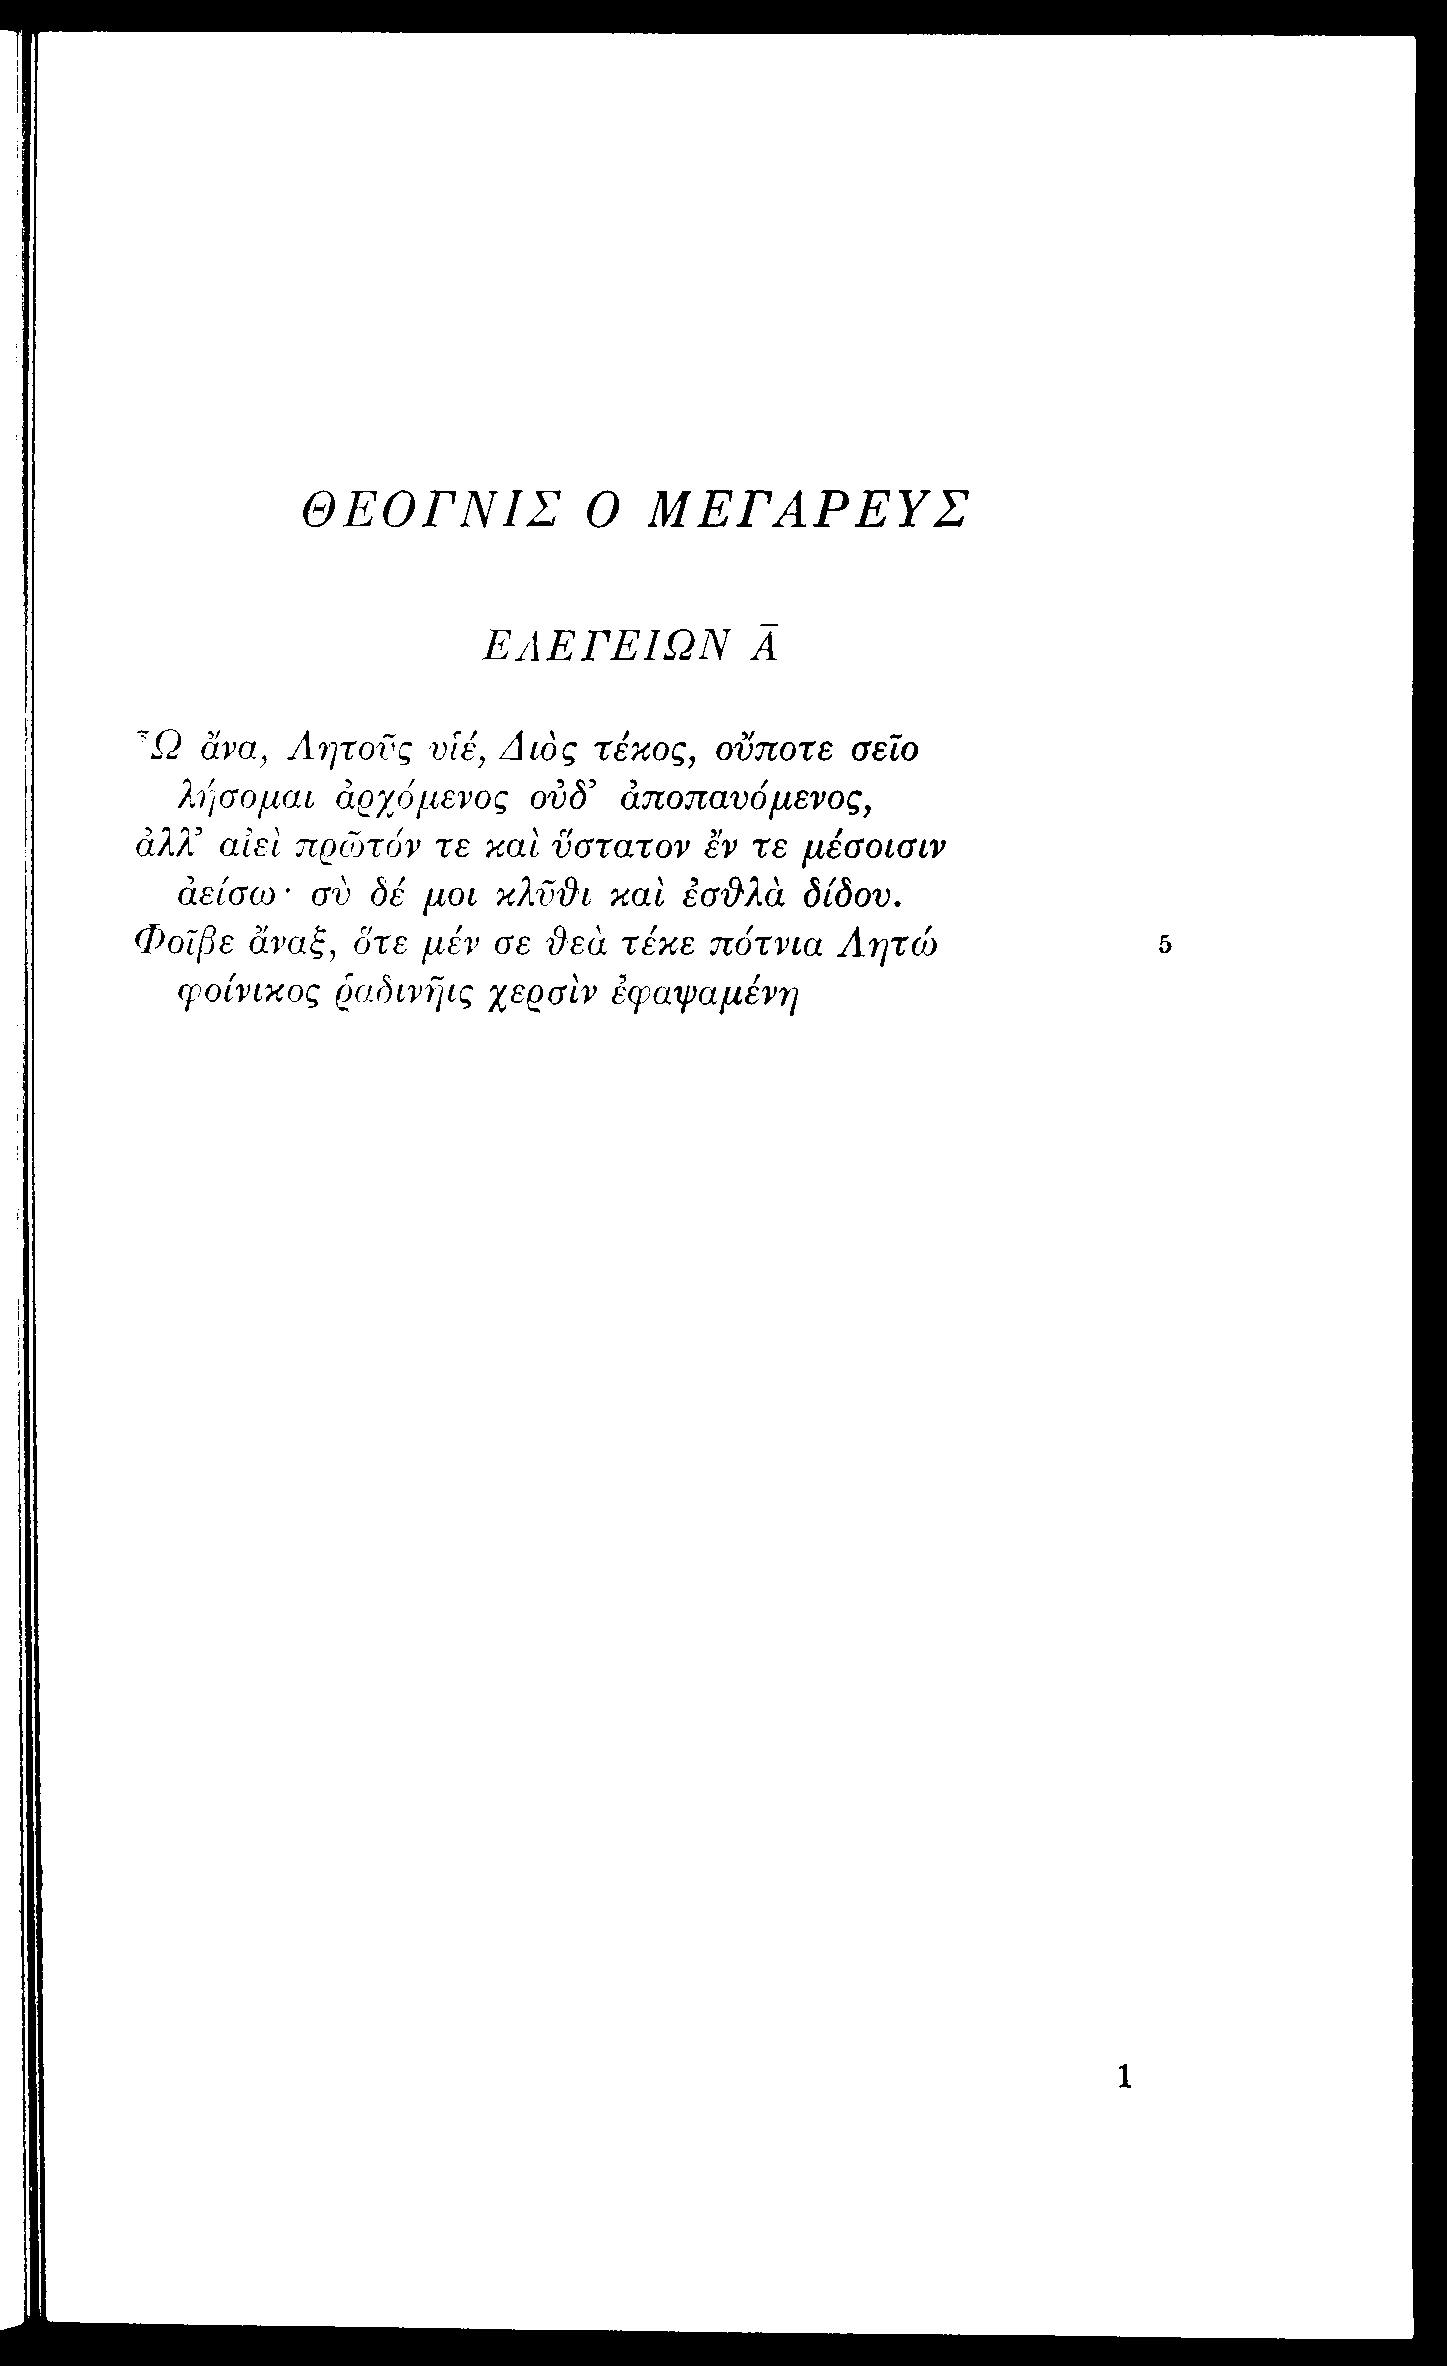 ΘΕΟΓΝΙΣ Ο ΜΕΓΑΡΕΥΣ
ΕΛΕΓΕΙΩΝ Ᾱ
Ὦ ἄνα, Λητοῦς υἱέ, Διὸς τέκος, οὔποτε σεῖο
λήσομαι ἀρχόμενος οὐδ’ ἀποπαυόμενος,
ἀλλ’ αἰεὶ πρῶτόν τε καὶ ὕστατον ἔν τε μέσοισιν
ἀείσω· σὺ δέ μοι κλῦθι καὶ ἐσθλὰ δίδου.
Φοῖβε ἄναξ, ὅτε μέν σε θεὰ τέκε πότνια Λητώ 5
φοίνικος ῥαδινῆις χερσὶν ἐφαψαμένη
1